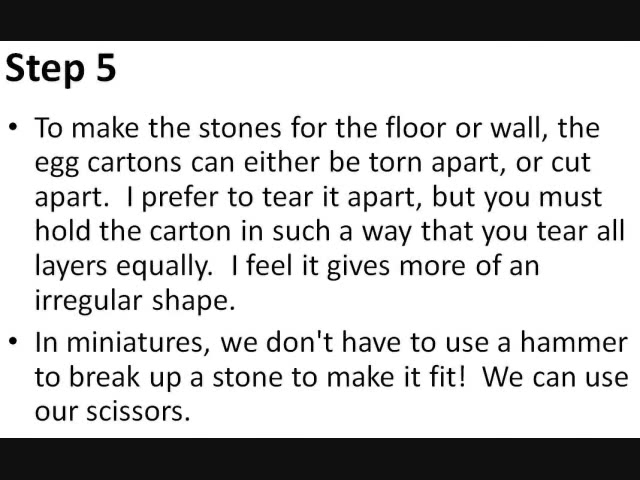 Step 5
• To make the stones for the floor or wall, the
egg cartons can either be torn apart, or cut
apart.  I prefer to tear it apart, but you must
hold the carton in such a way that you tear all
layers equally.  I feel it gives more of an
irregular shape.
• In miniatures, we don't have to use a hammer
to break up a stone to make it fit!  We can use
our scissors.